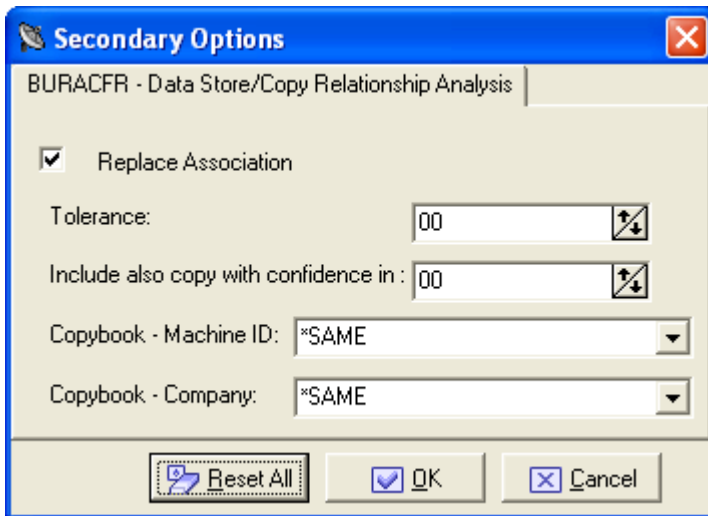 Secondary Options
BURACFR - Data Store/Copy Relationship Analysis
Replace Association
Tolerance: 00
Include also copy with confidence in : 00
Copybook - Machine ID: *SAME
Copybook - Company: *SAME
Reset All OK Cancel